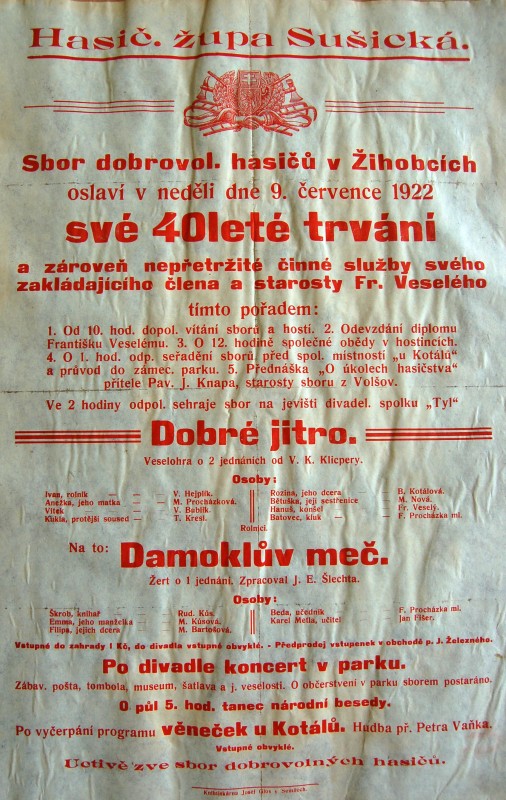 Hasič. župa Sušická.
Sbor dobrovol. hasičů v Žihobcích
oslaví v neděli dne 9. července 1922
své 40leté trvání
a zároveň nepřetržité činné služby svého
zakládajícího člena a starosty Fr. Veselého
tímto pořadem:
1. Od 10. hod. dopol. vítání sborů a hostí. 2. Odevzdání diplomu
Františku Veselému. 3. O 12. hodině společné obědy v hostincích.
4. O 1. hod. odp. seřadění sborů před spol. místností „u Kotálů“
a průvod do zámec. parku. 5. Přednáška „O úkolech hasičstva“
přítele Pav. J. Knapa, starosty sboru z Volšov.
Ve 2 hodiny odpol. sehraje sbor na jevišti divadel. spolku „Tyl“
Dobré jitro.
Veselohra o 2 jednáních od V. K. Klicpery.
Osoby:
Ivan, rolník — — V. Hejplík. Rozina, jeho dcera — B. Kotálová.
Anežka, jeho matka — M. Procházková. Bětuška, její sestřenice — M. Nová.
Vítek — — V. Bublík. Hanuš, konšel — Fr. Veselý.
Kukla, protější soused — T. Kresl. Batovec, kluk — — F. Procházka ml.
Rolníci.
Na to: Damoklův meč.
Žert o 1 jednání. Zpracoval J. E. Šlechta.
Osoby:
Škrob, knihař — — Rud. Kůs. Beda, učedník — F. Procházka ml.
Emma, jeho manželka — M. Kůsová. Karel Metla, učitel — Jan Fišer.
Filipa, jejich dcera — M. Bartošová.
Vstupné do zahrady 1 Kč, do divadla vstupné obvyklé. - Předprodej vstupenek v obchodě p. J. Železného.
Po divadle koncert v parku.
Zábav. pošta, tombola, museum, šatlava a j. veselosti. O občerstvení v parku sborem postaráno.
O půl 5. hod. tanec národní besedy.
Po vyčerpání programu věneček u Kotálů. Hudba př. Petra Vaňka.
Vstupné obvyklé.
Uctivě zve sbor dobrovolných hasičů.
Knihtiskárna Josef